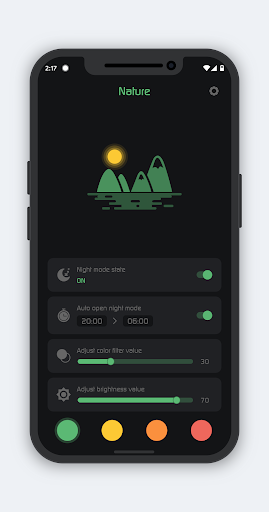 2:17
Nature
Night mode state
ON
Auto open night mode
20:00 > 06:00
Adjust color filter value
30
Adjust brightness value
70